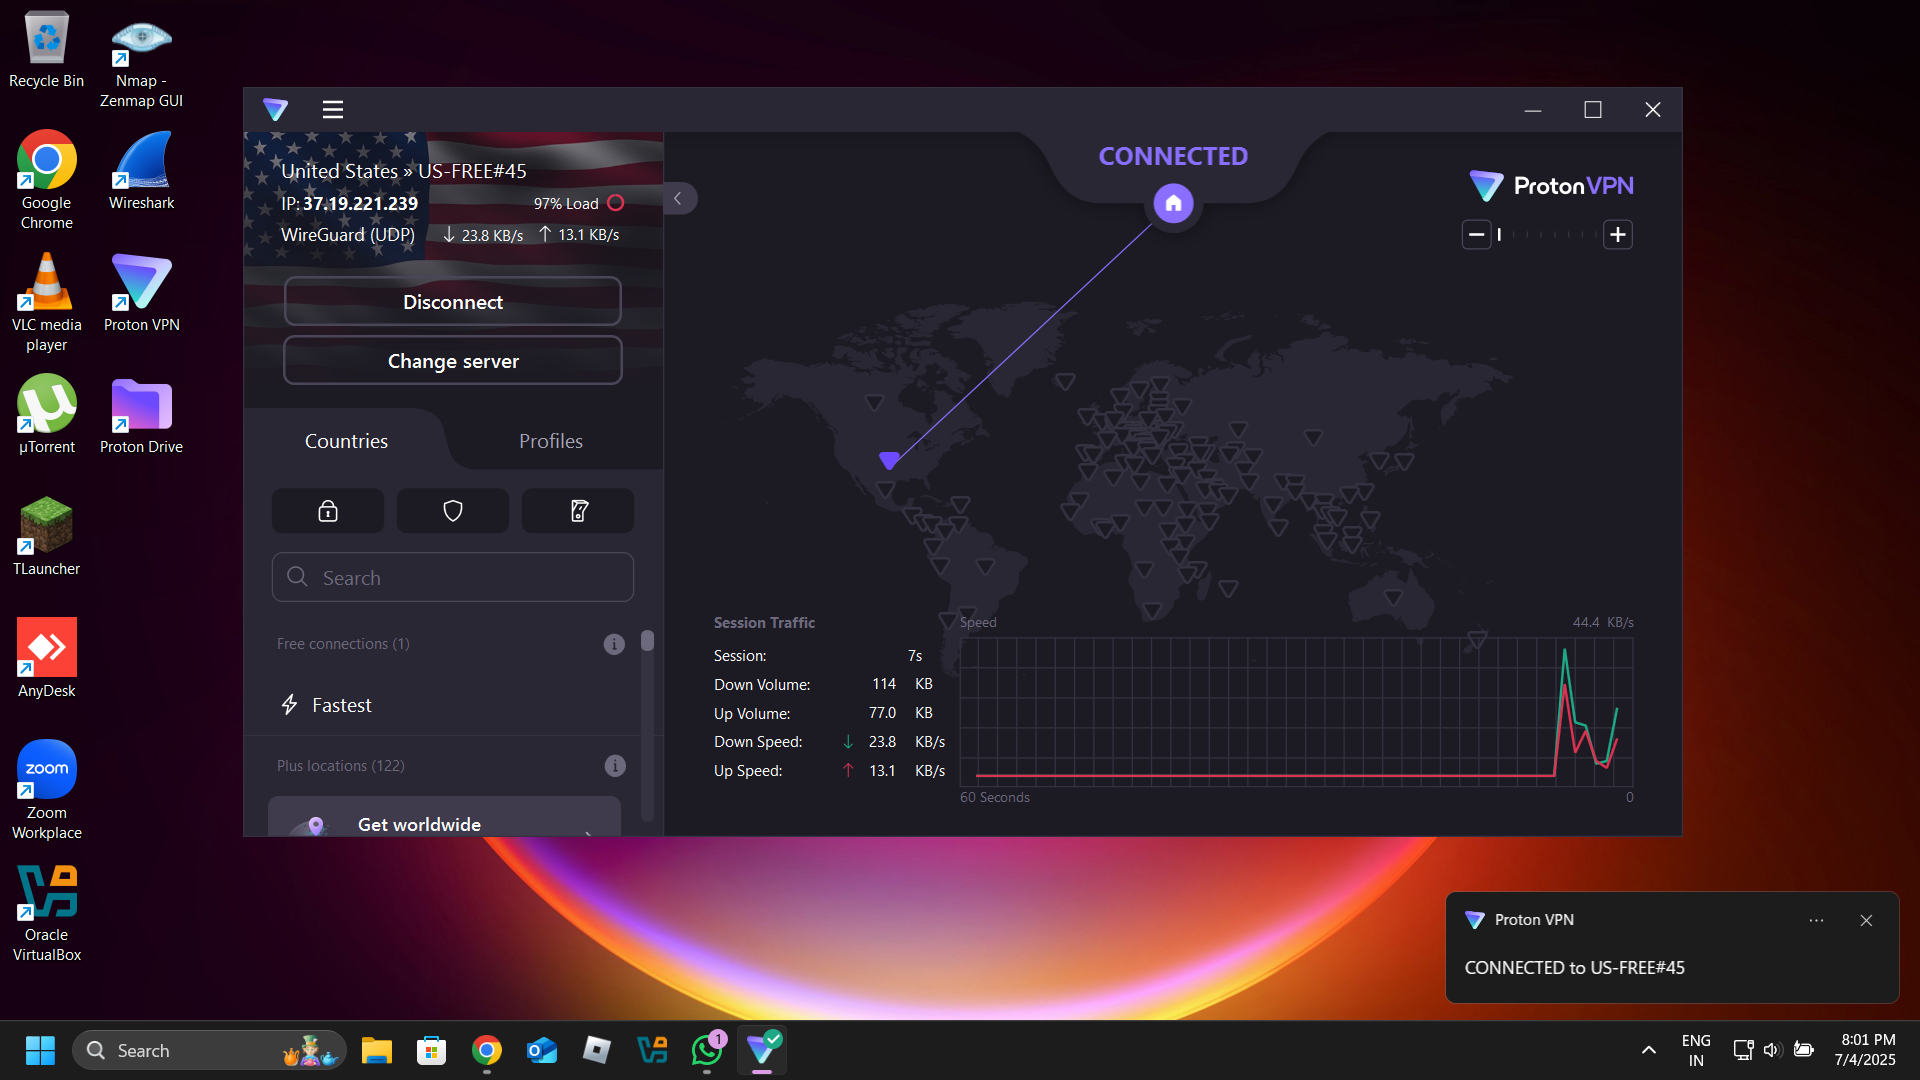 Recycle Bin
Nmap -
Zenmap GUI
Google
Chrome
Wireshark
VLC media
player
Proton VPN
µTorrent
Proton Drive
TLauncher
AnyDesk
zoom
Zoom
Workplace
Oracle
VirtualBox
United States » US-FREE#45
IP: 37.19.221.239
97% Load
WireGuard (UDP)
23.8 KB/s
13.1 KB/s
Disconnect
Change server
Countries
Profiles
Search
Free connections (1)
Fastest
Plus locations (122)
Get worldwide
CONNECTED
ProtonVPN
Session Traffic
Session: 7s
Down Volume: 114 KB
Up Volume: 77.0 KB
Down Speed: 23.8 KB/s
Up Speed: 13.1 KB/s
Speed
44.4 KB/s
60 Seconds
0
Proton VPN
CONNECTED to US-FREE#45
Search
1
ENG
IN
8:01 PM
7/4/2025